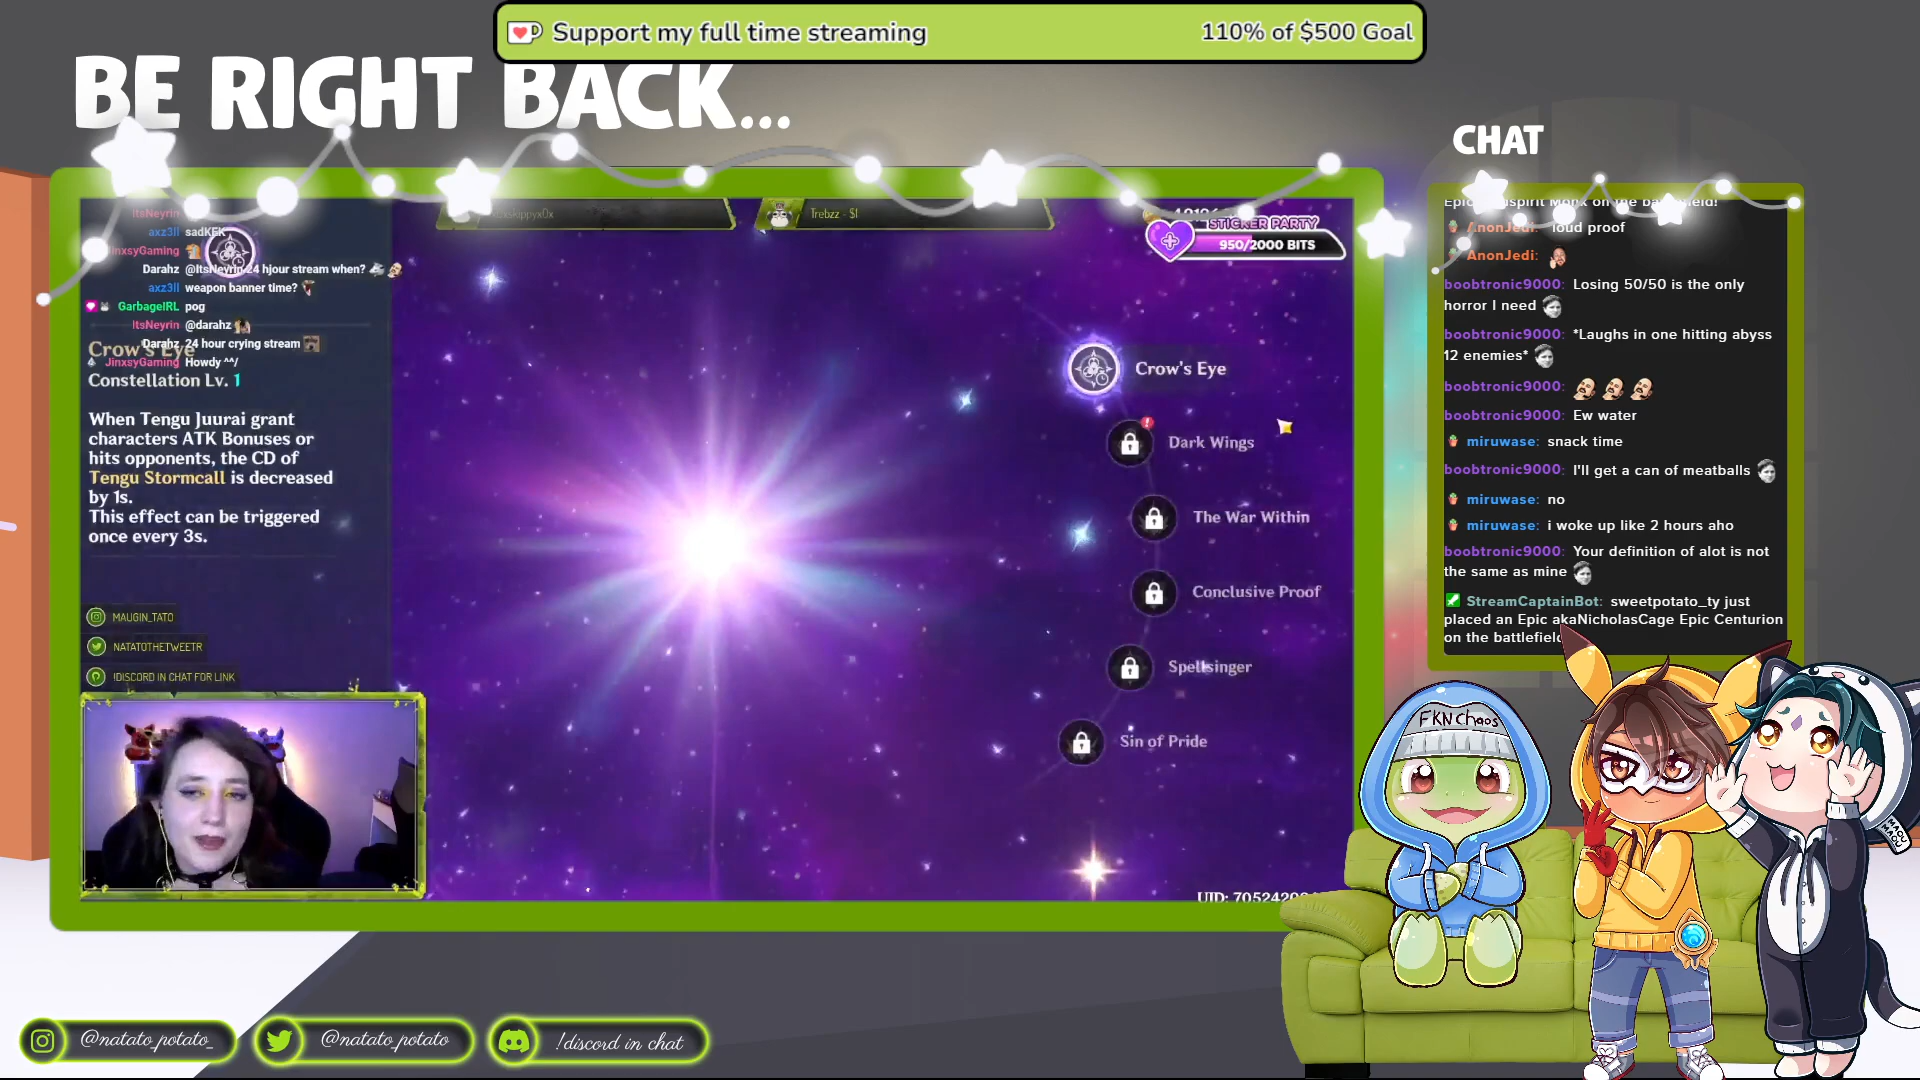 Support my full time streaming
110% of $500 Goal
BE RIGHT BACK...
CHAT
Trebzz - $1
STICKER PARTY
950/2000 BITS
ItsNeyrin
axz3ll sadKEK
JinxsyGaming
Darahz @ItsNeyrin 24 hjour stream when?
axz3ll weapon banner time?
GarbageIRL pog
ItsNeyrin @darahz
Darahz 24 hour crying stream
Crow's Eye
JinxsyGaming Howdy ^^/
Constellation Lv. 1
When Tengu Juurai grant
characters ATK Bonuses or
hits opponents, the CD of
Tengu Stormcall is decreased
by 1s.
This effect can be triggered
once every 3s.
MAUGIN_TATO
NATATOTHETWEETR
!DISCORD IN CHAT FOR LINK
Crow's Eye
Dark Wings
The War Within
Conclusive Proof
Spellsinger
Sin of Pride
on the battlefield!
AnonJedi: loud proof
AnonJedi:
boobtronic9000: Losing 50/50 is the only
horror I need
boobtronic9000: *Laughs in one hitting abyss
12 enemies*
boobtronic9000:
boobtronic9000: Ew water
miruwase: snack time
boobtronic9000: I'll get a can of meatballs
miruwase: no
miruwase: i woke up like 2 hours aho
boobtronic9000: Your definition of alot is not
the same as mine
StreamCaptainBot: sweetpotato_ty just
placed an Epic akaNicholasCage Epic Centurion
on the battlefield
FKN Chaos
@natato_potato_
@natato_potato
!discord in chat